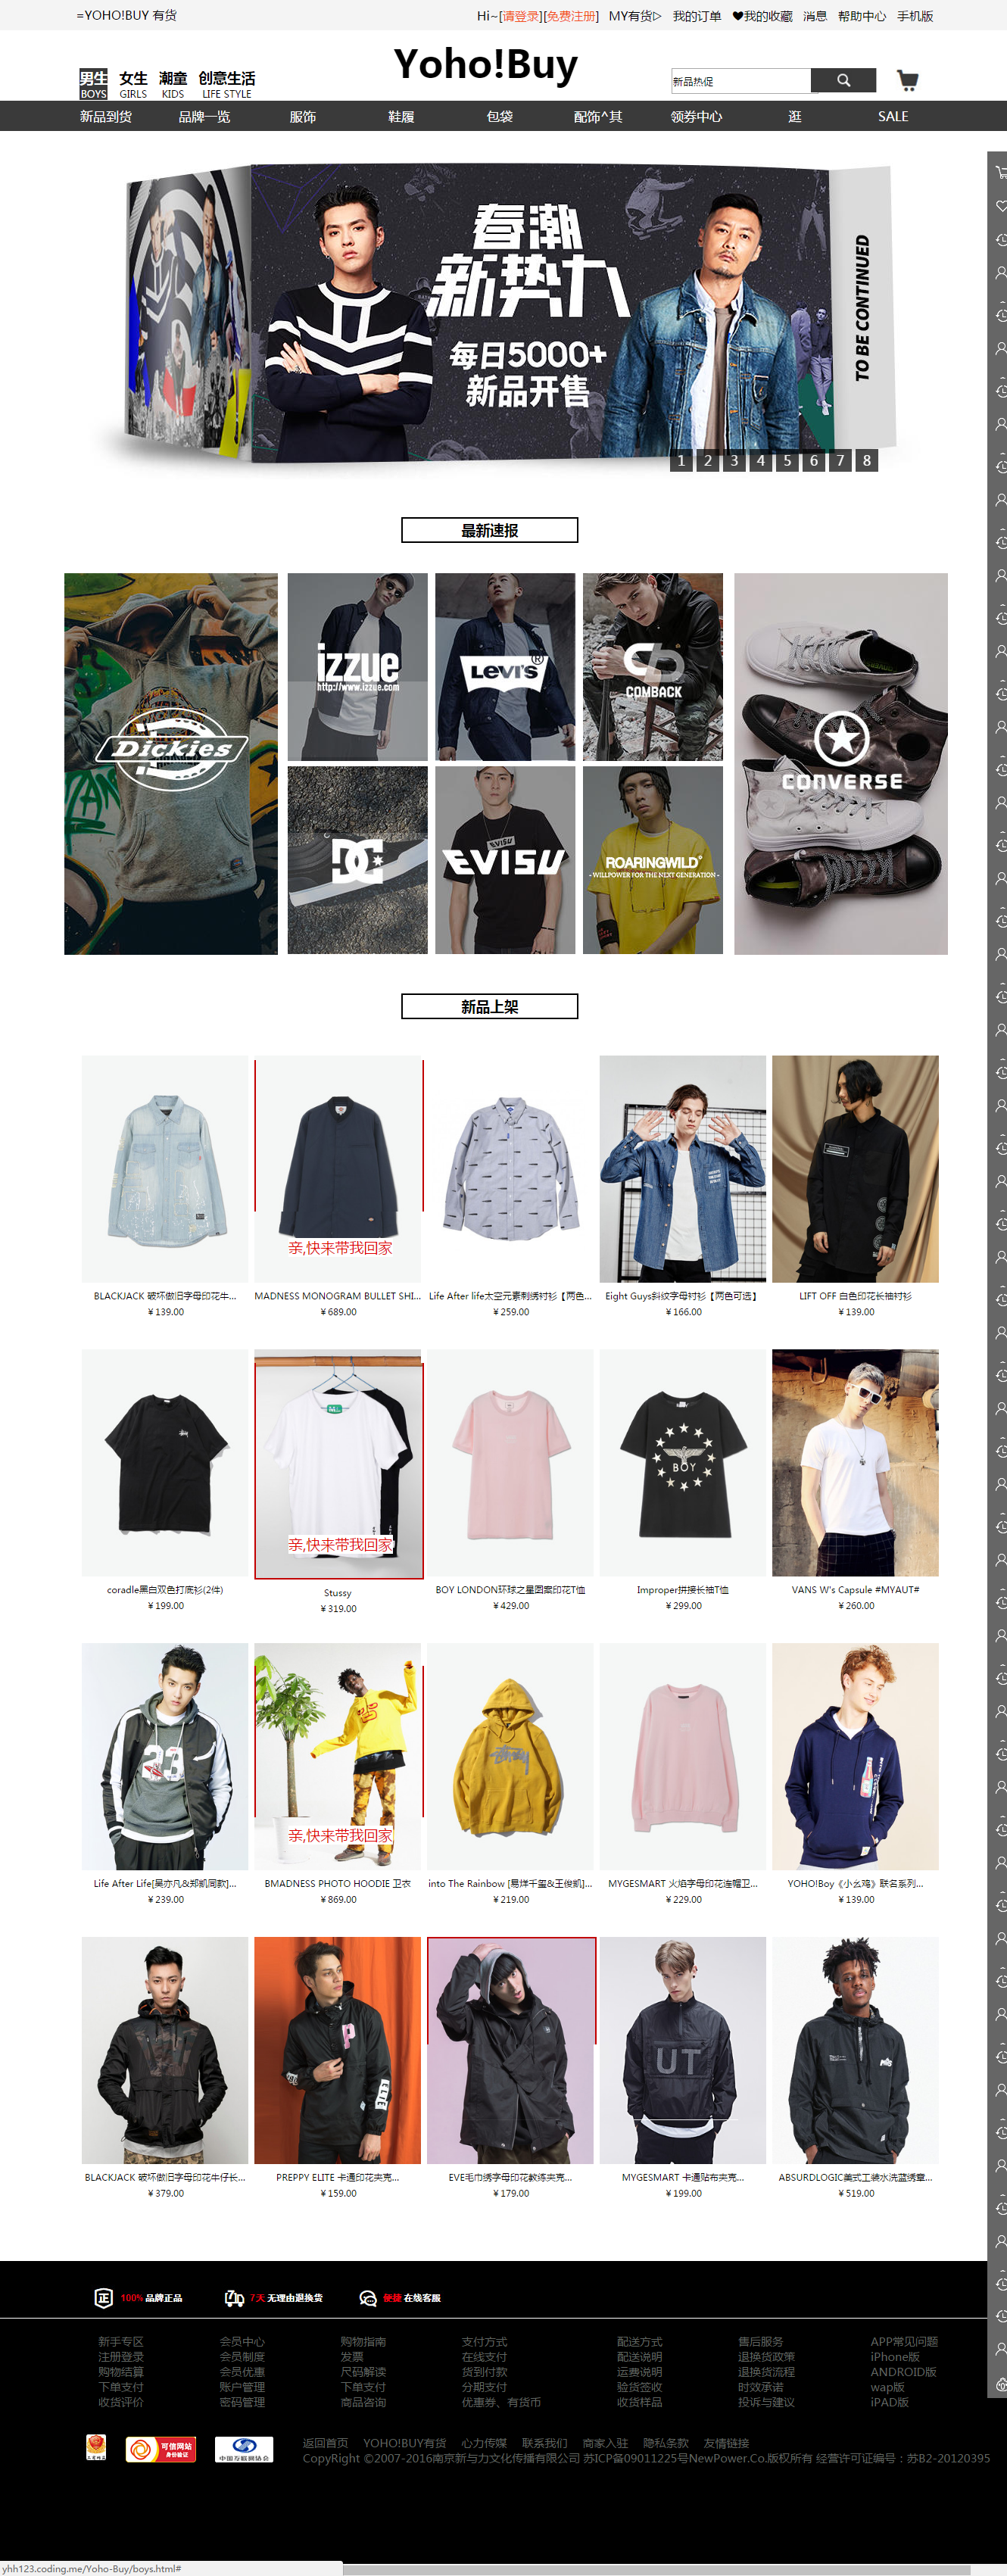 =YOHO!BUY 有货
Hi~[请登录][免费注册] MY有货▷ 我的订单 ❤我的收藏 消息 帮助中心 手机版
Yoho!Buy
男生 女生 潮童 创意生活
BOYS GIRLS KIDS LIFE STYLE
新品热促
新品到货 品牌一览 服饰 鞋履 包袋 配饰^其 领券中心 逛 SALE
春潮
新势力
每日5000+
新品开售
TO BE CONTINUED
1 2 3 4 5 6 7 8
最新速报
Dickies
izzue
http://www.izzue.com
Levi's
COMBACK
CONVERSE
DC
EVISU
ROARINGWILD
- WILLPOWER FOR THE NEXT GENERATION -
新品上架
亲,快来带我回家
BLACKJACK 破坏做旧字母印花牛... MADNESS MONOGRAM BULLET SHI... Life After life太空元素刺绣衬衫【两色... Eight Guys斜纹字母衬衫【两色可选】 LIFT OFF 白色印花长袖衬衫
¥139.00 ¥689.00 ¥259.00 ¥166.00 ¥139.00
BOY
亲,快来带我回家
coradle黑白双色打底衫(2件) Stussy BOY LONDON环球之星图案印花T恤 Improper拼接长袖T恤 VANS W's Capsule #MYAUT#
¥199.00 ¥319.00 ¥429.00 ¥299.00 ¥260.00
23
亲,快来带我回家
Life After Life[吴亦凡&郑凯同款]... BMADNESS PHOTO HOODIE 卫衣 into The Rainbow [易烊千玺&王俊凯]... MYGESMART 火焰字母印花连帽卫... YOHO!Boy《小幺鸡》联名系列...
¥239.00 ¥869.00 ¥219.00 ¥229.00 ¥139.00
P
ELITE
UT
BLACKJACK 破坏做旧字母印花牛仔长... PREPPY ELITE 卡通印花夹克... EVE毛巾绣字母印花教练夹克... MYGESMART 卡通贴布夹克... ABSURDLOGIC美式工装水洗蓝绣章...
¥379.00 ¥159.00 ¥179.00 ¥199.00 ¥519.00
正 100% 品牌正品 7天 无理由退换货 便捷 在线客服
新手专区 会员中心 购物指南 支付方式 配送方式 售后服务 APP常见问题
注册登录 会员制度 发票 在线支付 配送说明 退换货政策 iPhone版
购物结算 会员优惠 尺码解读 货到付款 运费说明 退换货流程 ANDROID版
下单支付 账户管理 下单支付 分期支付 验货签收 时效承诺 wap版
收货评价 密码管理 商品咨询 优惠券、有货币 收货样品 投诉与建议 iPAD版
可信网站
身份验证
中国互联网协会
返回首页 YOHO!BUY有货 心力传媒 联系我们 商家入驻 隐私条款 友情链接
CopyRight ©2007-2016南京新与力文化传播有限公司 苏ICP备09011225号NewPower.Co.版权所有 经营许可证编号：苏B2-20120395
yhh123.coding.me/Yoho-Buy/boys.html#